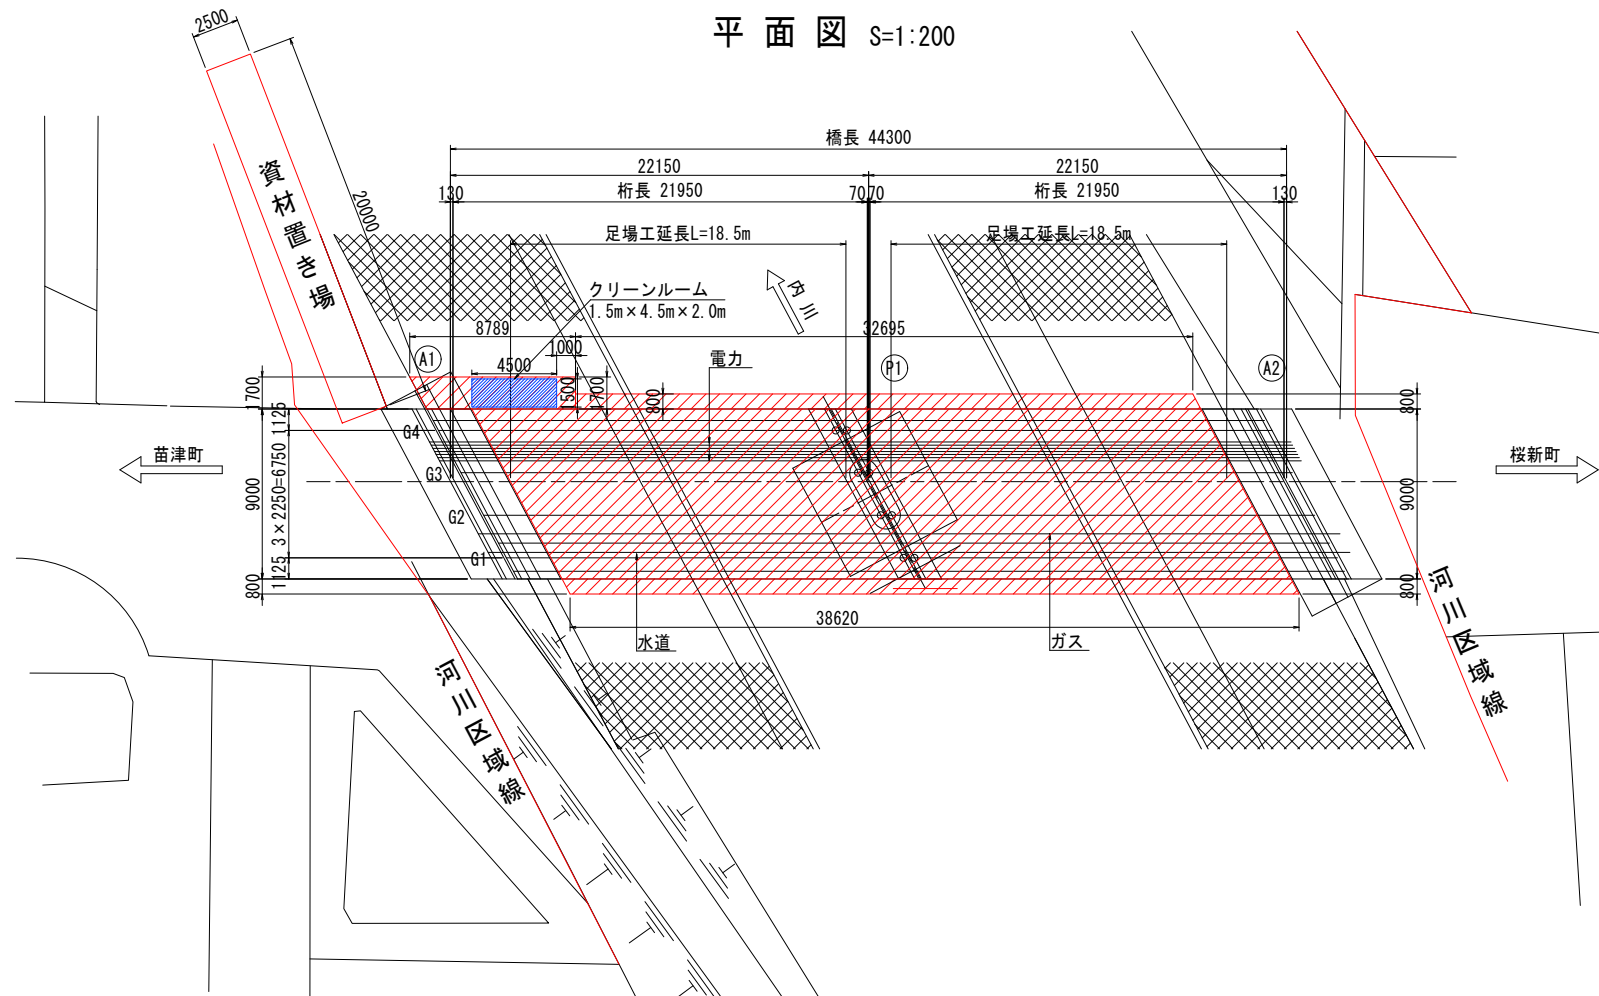 平面図 S=1:200
2500
20000
資材置き場
橋長 44300
22150
22150
130
桁長 21950
70
70
桁長 21950
130
足場工延長L=18.5m
足場工延長L=18.5m
クリーンルーム
1.5m×4.5m×2.0m
内川
8789
32695
1000
4500
1500
1700
電力
800
A1
P1
A2
1700
1125
3×2250=6750
1125
9000
800
G4
G3
G2
G1
苗津町
桜新町
800
9000
800
38620
水道
ガス
河川区域線
河川区域線